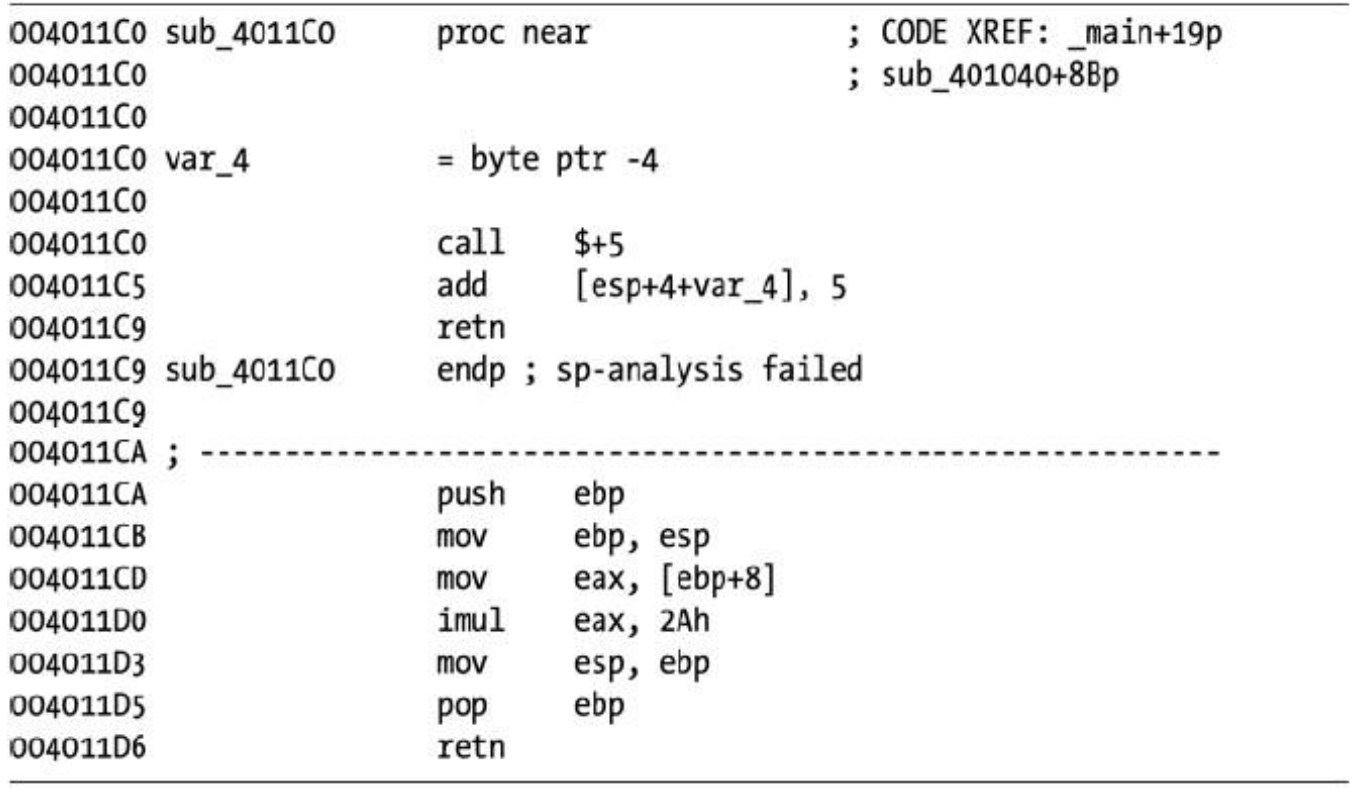 004011C0 sub_4011C0 proc near ; CODE XREF: _main+19p
004011C0 ; sub_401040+8Bp
004011C0
004011C0 var_4 = byte ptr -4
004011C0
004011C0 call $+5
004011C5 add [esp+4+var_4], 5
004011C9 retn
004011C9 sub_4011C0 endp ; sp-analysis failed
004011C9
004011CA ; ---------------------------------------------------------------
004011CA push ebp
004011CB mov ebp, esp
004011CD mov eax, [ebp+8]
004011D0 imul eax, 2Ah
004011D3 mov esp, ebp
004011D5 pop ebp
004011D6 retn